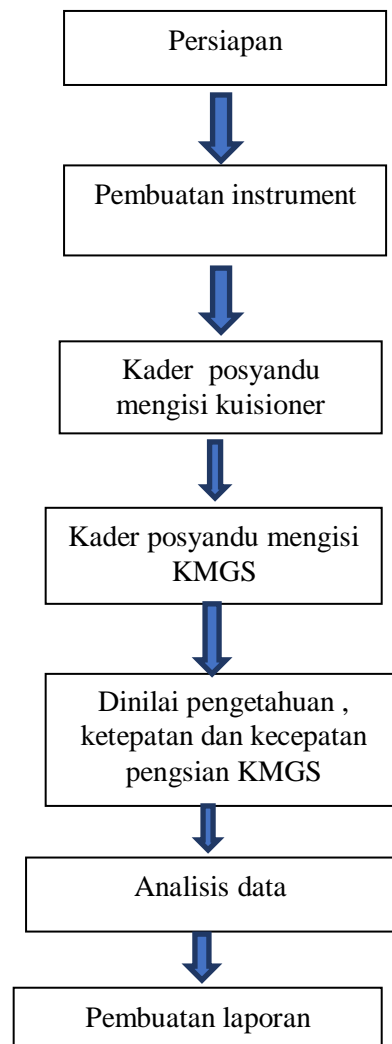 Persiapan
Pembuatan instrument
Kader posyandu
mengisi kuisioner
Kader posyandu mengisi
KMGS
Dinilai pengetahuan ,
ketepatan dan kecepatan
pengsian KMGS
Analisis data
Pembuatan laporan